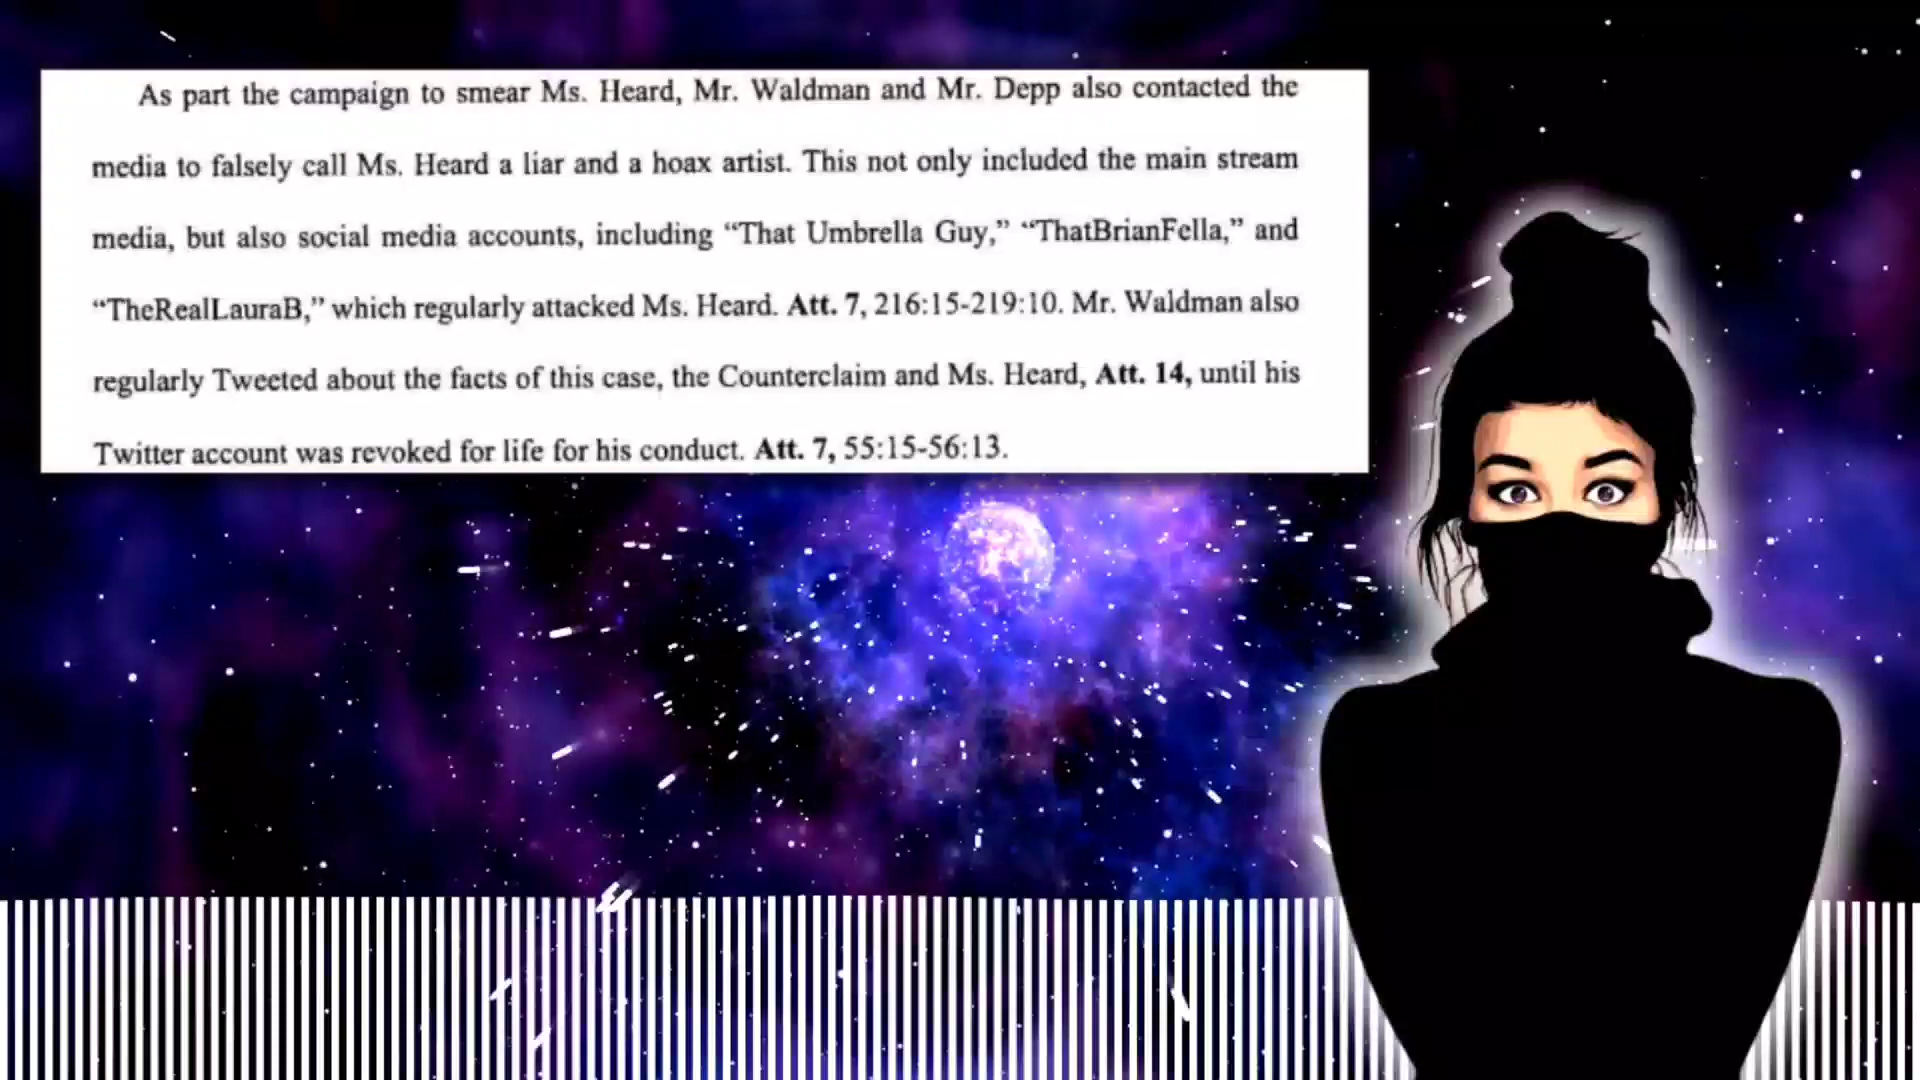 As part the campaign to smear Ms. Heard, Mr. Waldman and Mr. Depp also contacted the
media to falsely call Ms. Heard a liar and a hoax artist. This not only included the main stream
media, but also social media accounts, including “That Umbrella Guy,” “ThatBrianFella,” and
“TheRealLauraB,” which regularly attacked Ms. Heard. Att. 7, 216:15-219:10. Mr. Waldman also
regularly Tweeted about the facts of this case, the Counterclaim and Ms. Heard, Att. 14, until his
Twitter account was revoked for life for his conduct. Att. 7, 55:15-56:13.